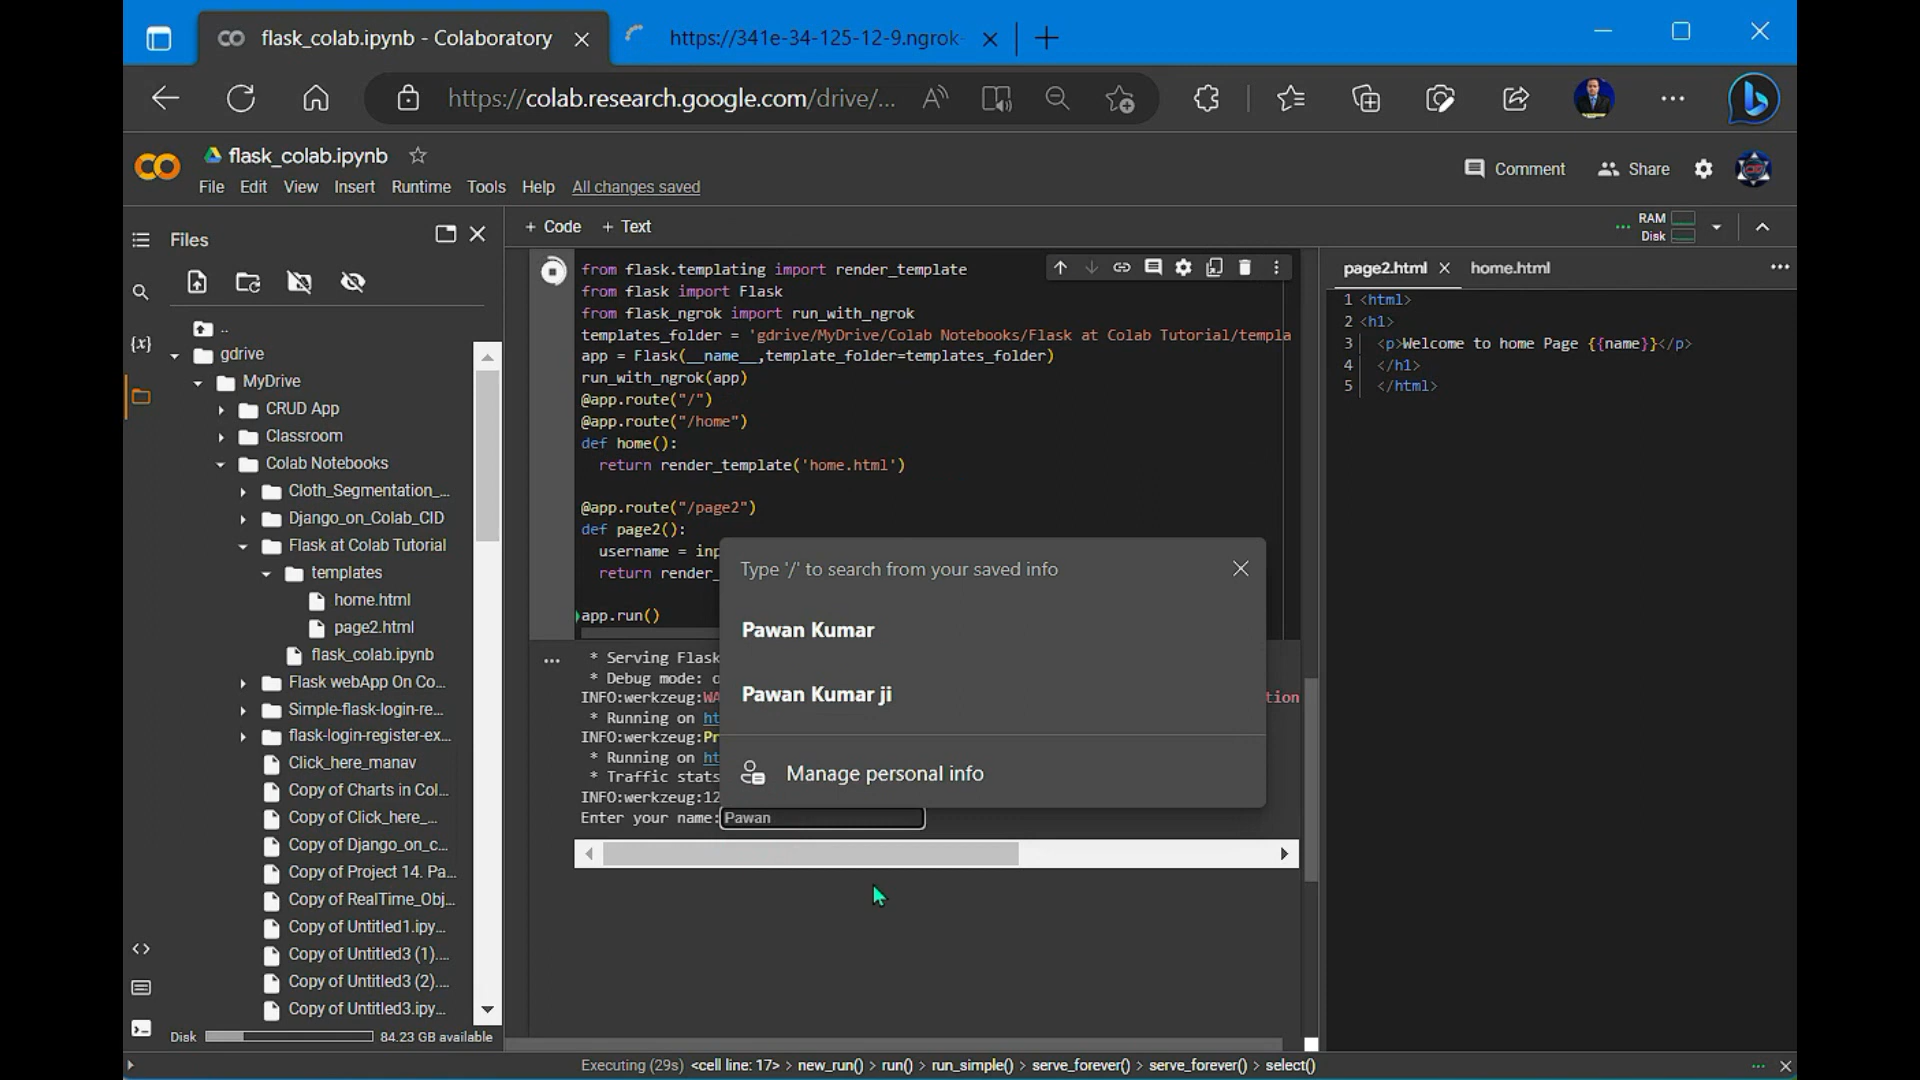 flask_colab.ipynb - Colaboratory
https://341e-34-125-12-9.ngrok-
https://colab.research.google.com/drive/...
flask_colab.ipynb
File Edit View Insert Runtime Tools Help All changes saved
Comment Share
Files
+ Code + Text
RAM
Disk
..
gdrive
MyDrive
CRUD App
Classroom
Colab Notebooks
Cloth_Segmentation_...
Django_on_Colab_CID
Flask at Colab Tutorial
templates
home.html
page2.html
flask_colab.ipynb
Flask webApp On Co...
Simple-flask-login-re...
flask-login-register-ex...
Click_here_manav
Copy of Charts in Col...
Copy of Click_here_...
Copy of Django_on_c...
Copy of Project 14. Pa...
Copy of RealTime_Obj...
Copy of Untitled1.ipy...
Copy of Untitled3 (1)....
Copy of Untitled3 (2)....
Copy of Untitled3.ipy...
Disk 84.23 GB available
from flask.templating import render_template
from flask import Flask
from flask_ngrok import run_with_ngrok
templates_folder = 'gdrive/MyDrive/Colab Notebooks/Flask at Colab Tutorial/templa
app = Flask(__name__,template_folder=templates_folder)
run_with_ngrok(app)
@app.route("/")
@app.route("/home")
def home():
return render_template('home.html')
@app.route("/page2")
def page2():
username = inp
return render_
app.run()
Type '/' to search from your saved info
Pawan Kumar
Pawan Kumar ji
Manage personal info
* Serving Flask
* Debug mode: o
INFO:werkzeug:WA tion
* Running on ht
INFO:werkzeug:Pr
* Running on ht
* Traffic stats
INFO:werkzeug:12
Enter your name: Pawan
page2.html home.html
1 <html>
2 <h1>
3 <p>Welcome to home Page {{name}}</p>
4 </h1>
5 </html>
Executing (29s) <cell line: 17> > new_run() > run() > run_simple() > serve_forever() > serve_forever() > select()